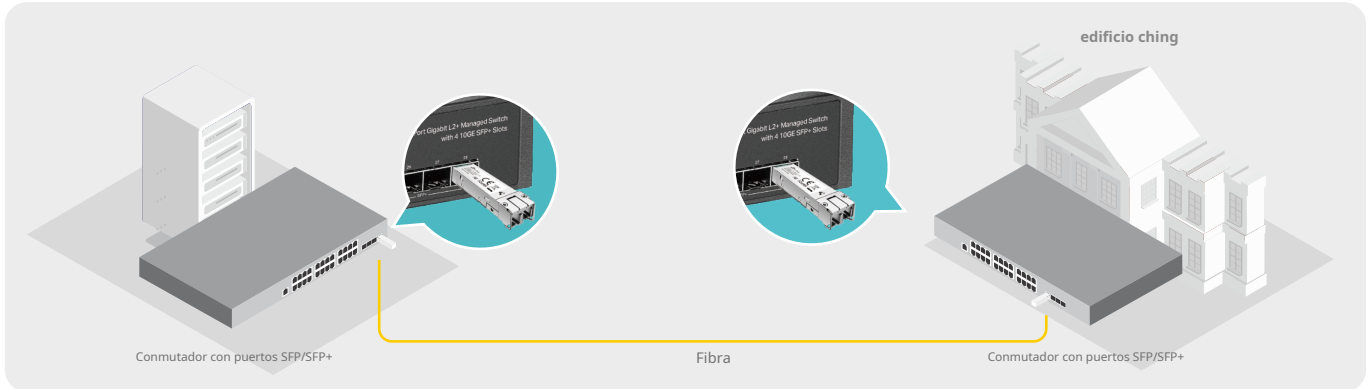 edificio ching
Port Gigabit L2+ Managed Switch
with 4 10GE SFP+ Slots
Gigabit L2+ Managed Switch
with 4 10GE SFP+ Slots
Conmutador con puertos SFP/SFP+
Fibra
Conmutador con puertos SFP/SFP+